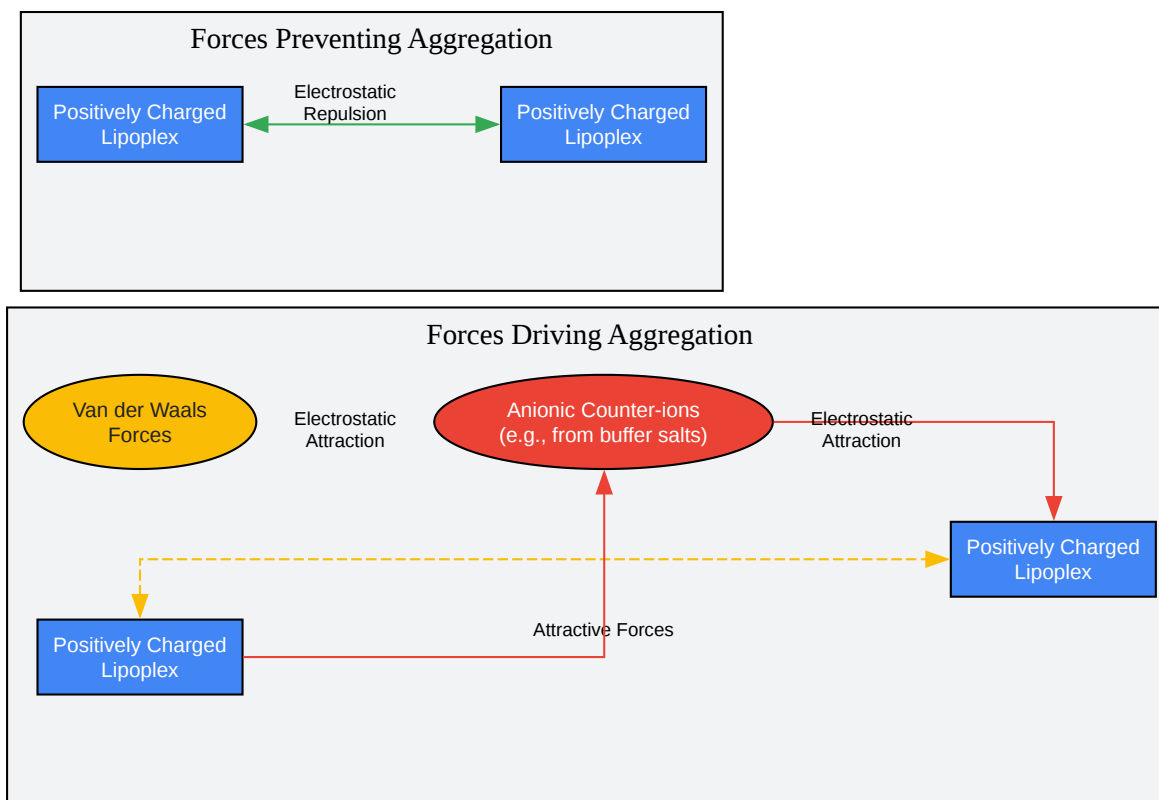 Forces Preventing Aggregation
Positively Charged
Lipoplex
Electrostatic
Repulsion
Positively Charged
Lipoplex
Forces Driving Aggregation
Van der Waals
Forces
Electrostatic
Attraction
Anionic Counter-ions
(e.g., from buffer salts)
Electrostatic
Attraction
Positively Charged
Lipoplex
Attractive Forces
Positively Charged
Lipoplex